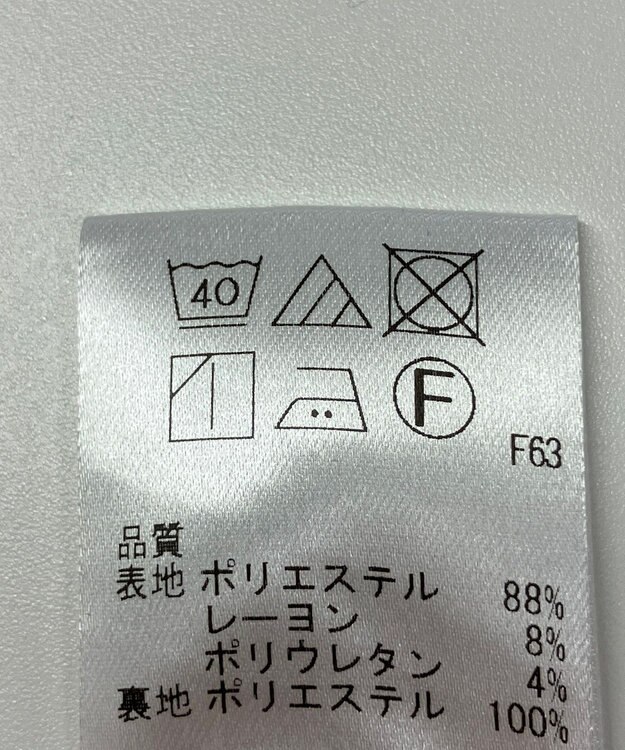 40
F
F63
品質
表地 ポリエステル 88%
レーヨン 8%
ポリウレタン 4%
裏地 ポリエステル 100%